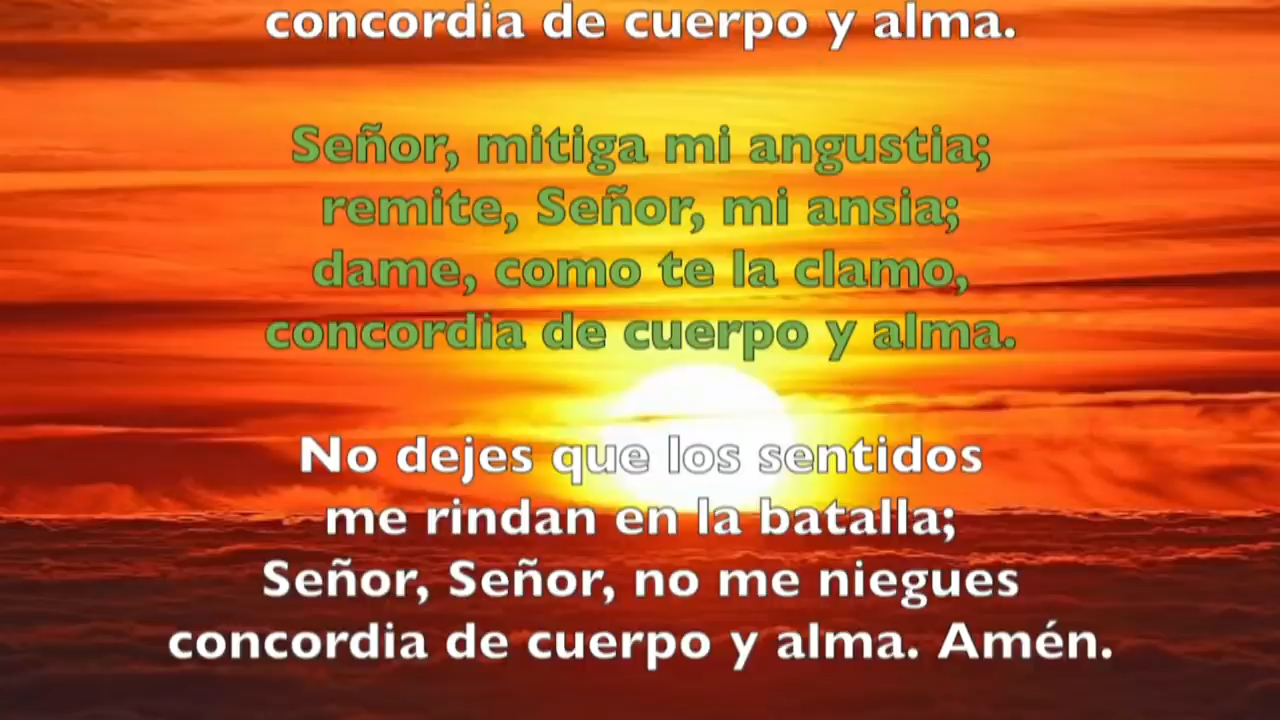 concordia de cuerpo y alma.
Señor, mitiga mi angustia;
remite, Señor, mi ansia;
dame, como te la clamo,
concordia de cuerpo y alma.
No dejes que los sentidos
me rindan en la batalla;
Señor, Señor, no me niegues
concordia de cuerpo y alma. Amén.